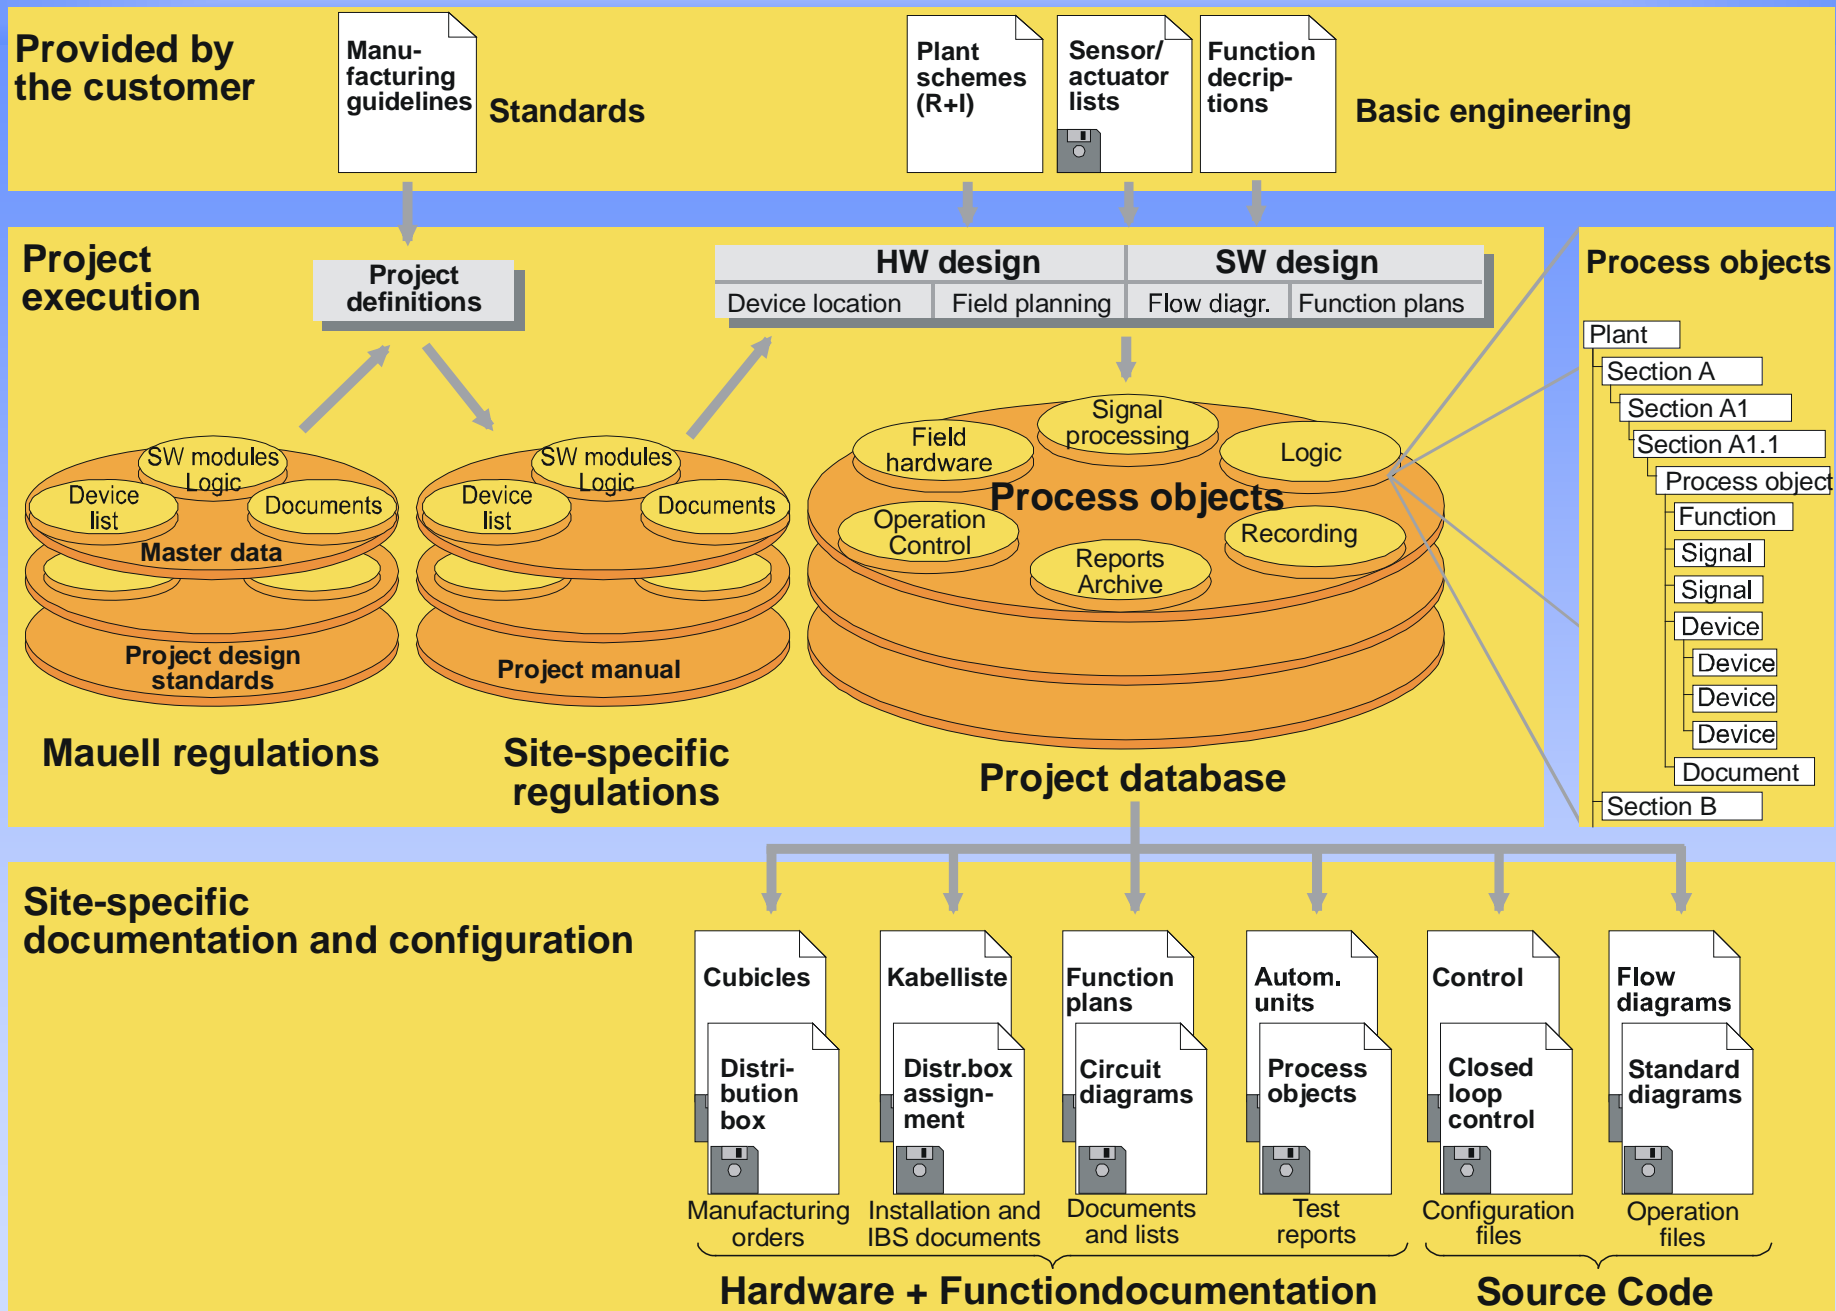 Provided by
the customer
Manu-
facturing
guidelines
Standards
Plant
schemes
(R+I)
Sensor/
actuator
lists
Function
decrip-
tions
Basic engineering
Project
execution
Project
definitions
HW design
SW design
Device location
Field planning
Flow diagr.
Function plans
SW modules
Logic
Device
list
Documents
Master data
Project design
standards
Mauell regulations
SW modules
Logic
Device
list
Documents
Project manual
Site-specific
regulations
Signal
processing
Field
hardware
Logic
Process objects
Operation
Control
Recording
Reports
Archive
Project database
Process objects
Plant
Section A
Section A1
Section A1.1
Process object
Function
Signal
Signal
Device
Device
Device
Device
Document
Section B
Site-specific
documentation and configuration
Cubicles
Distri-
bution
box
Manufacturing
orders
Kabelliste
Distr.box
assign-
ment
Installation and
IBS documents
Function
plans
Circuit
diagrams
Documents
and lists
Autom.
units
Process
objects
Test
reports
Control
Closed
loop
control
Configuration
files
Flow
diagrams
Standard
diagrams
Operation
files
Hardware + Functiondocumentation
Source Code